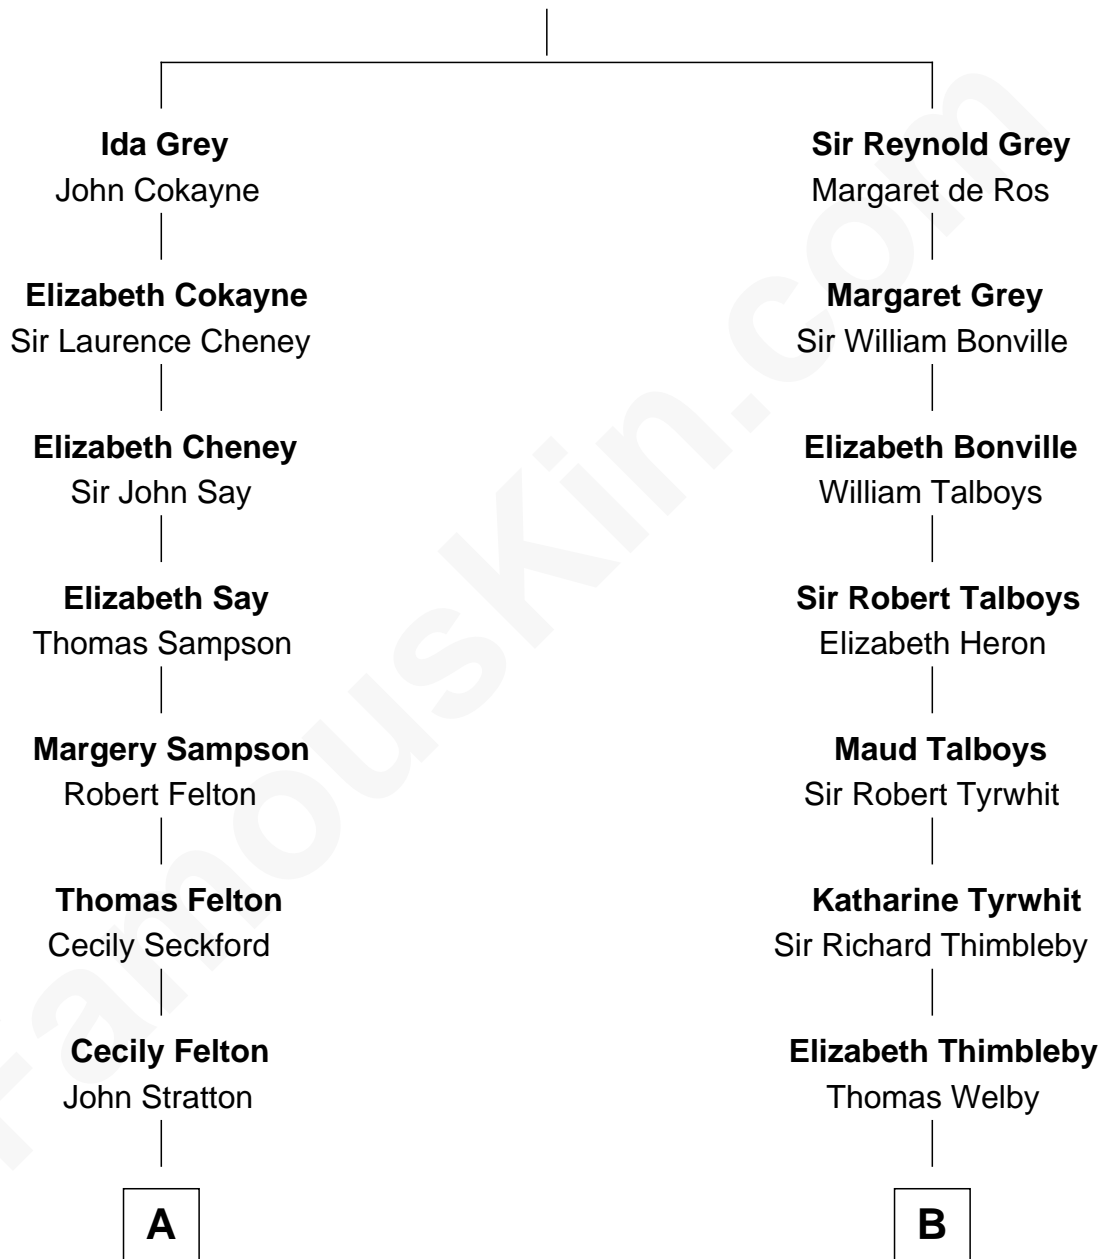 Ida Grey
John Cokayne
Elizabeth Cokayne
Sir Laurence Cheney
Elizabeth Cheney
Sir John Say
Elizabeth Say
Thomas Sampson
Margery Sampson
Robert Felton
Thomas Felton
Cecily Seckford
Cecily Felton
John Stratton
A
Sir Reynold Grey
Margaret de Ros
Margaret Grey
Sir William Bonville
Elizabeth Bonville
William Talboys
Sir Robert Talboys
Elizabeth Heron
Maud Talboys
Sir Robert Tyrwhit
Katharine Tyrwhit
Sir Richard Thimbleby
Elizabeth Thimbleby
Thomas Welby
B
FamousKin.com